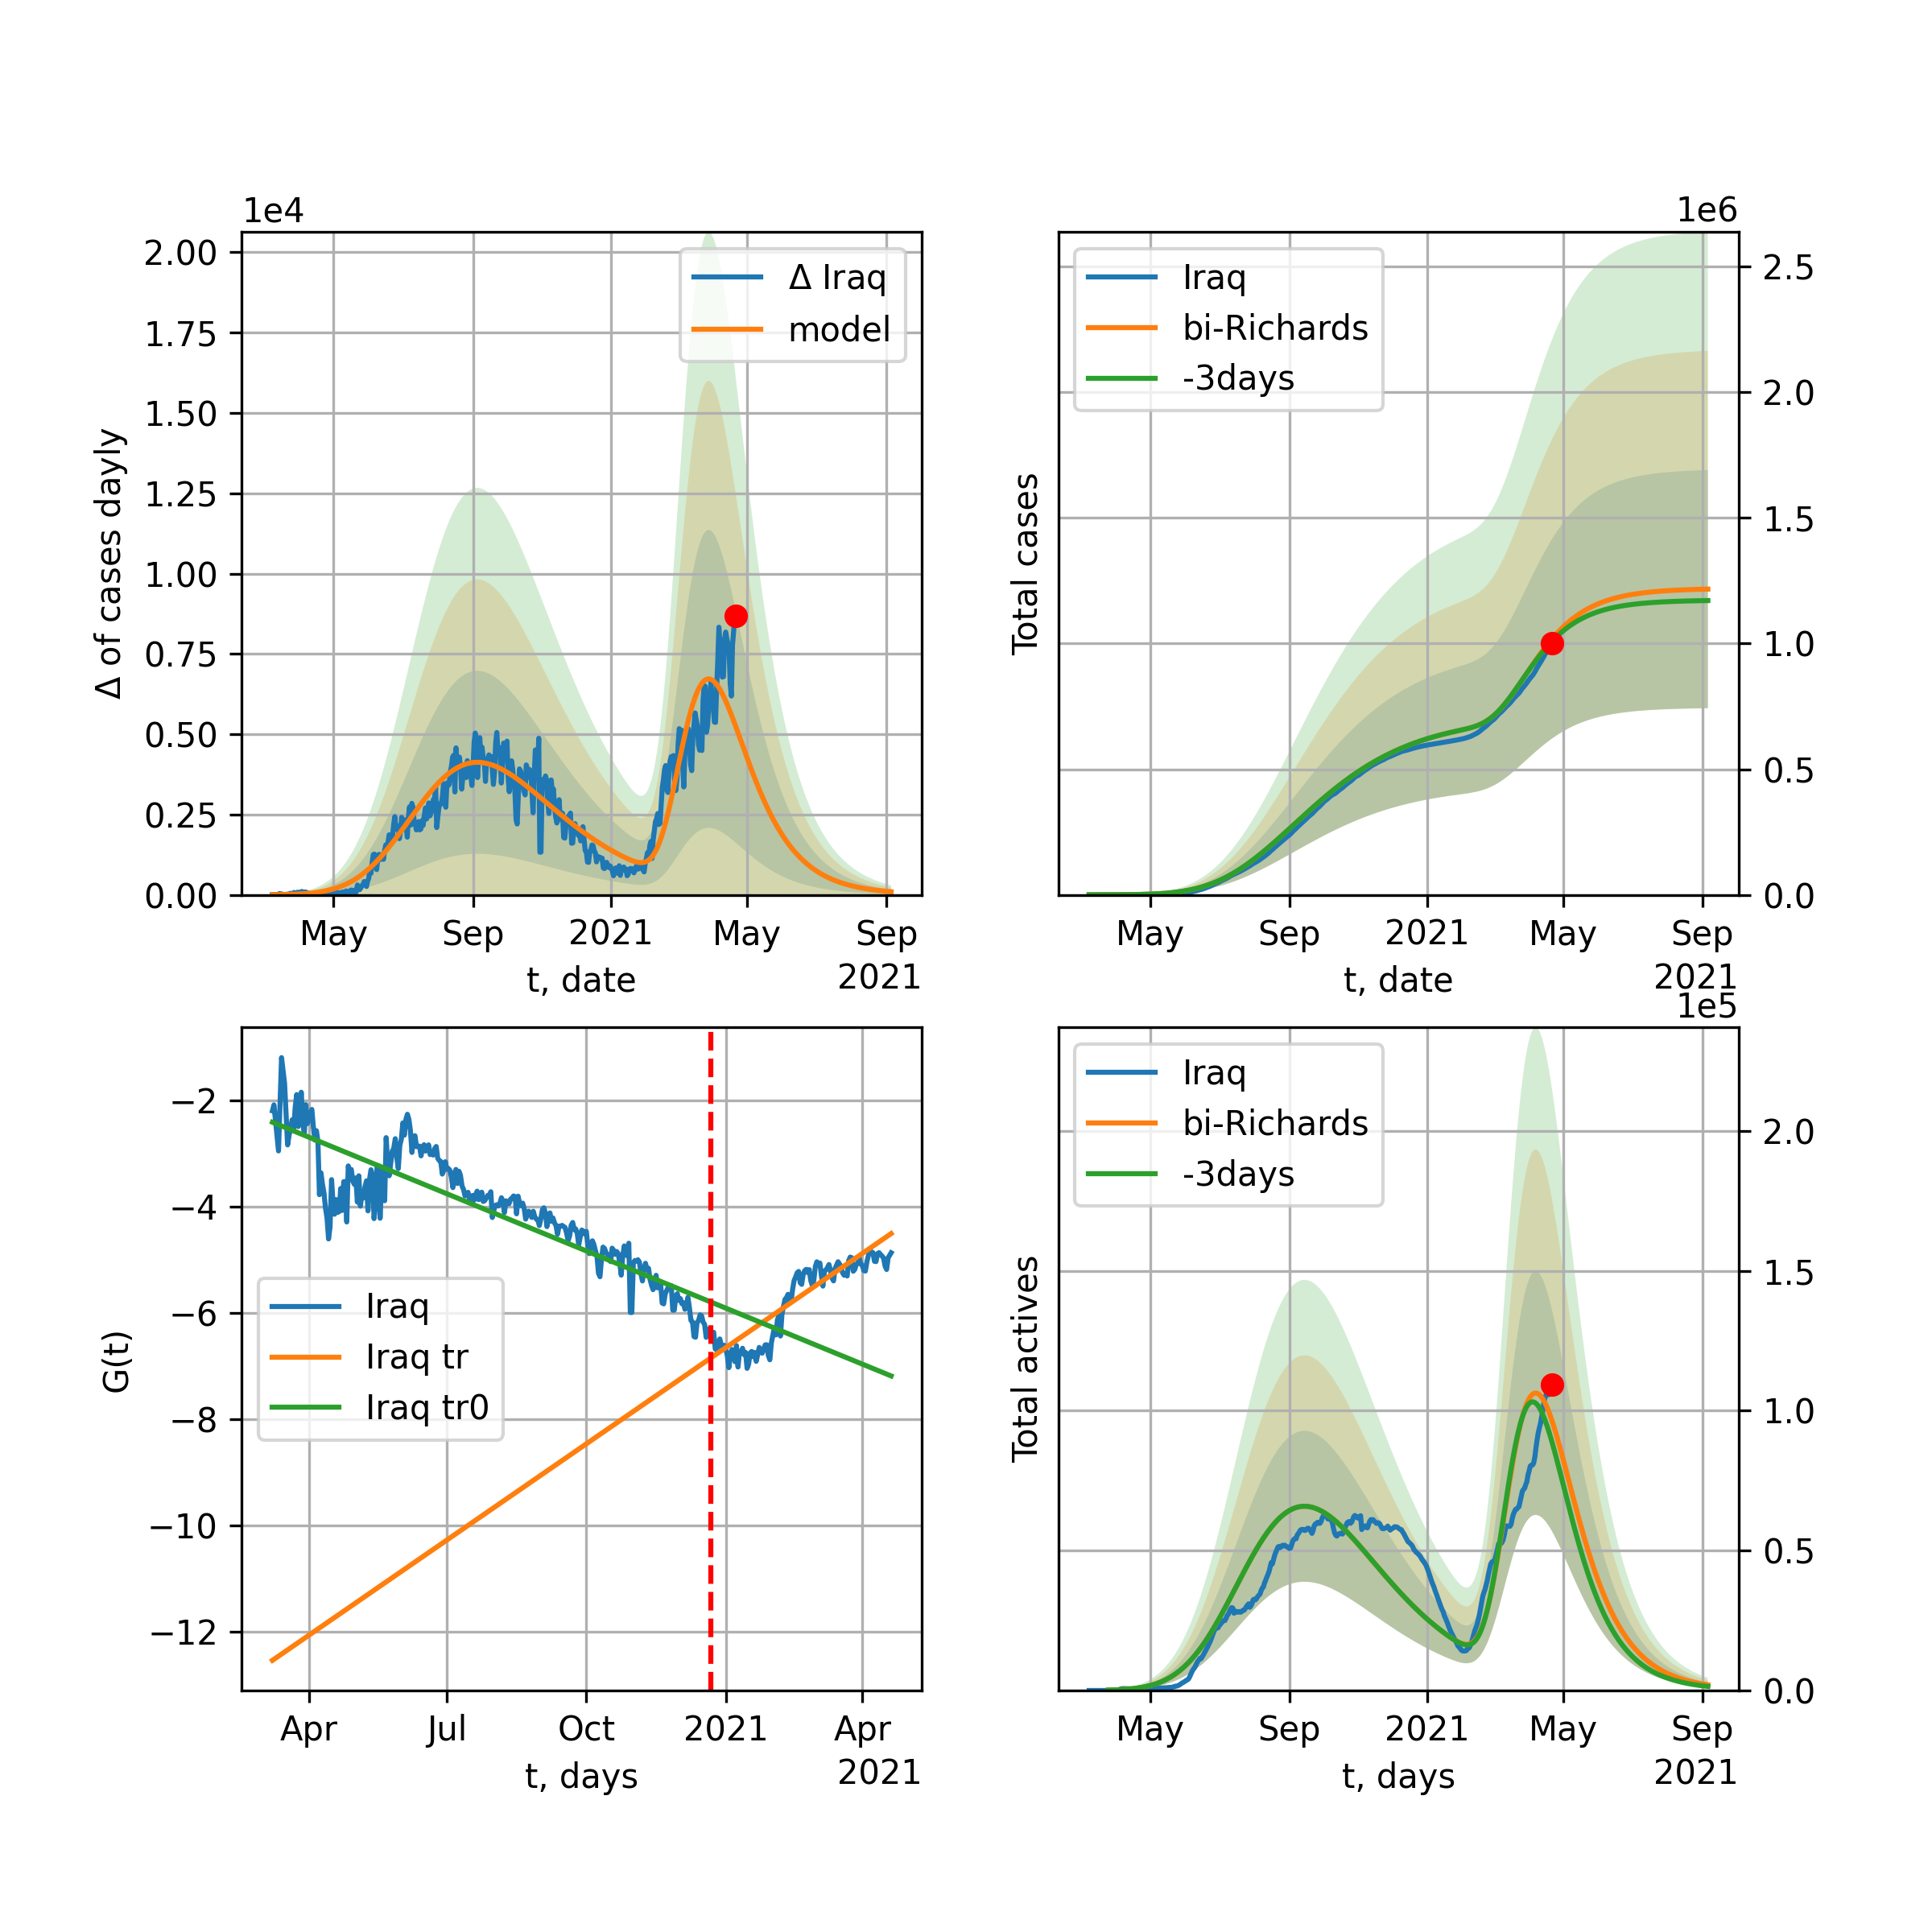 1e4
2.00
1.75
1.50
1.25
1.00
0.75
0.50
0.25
0.00
Δ of cases dayly
Δ Iraq
model
May Sep 2021 May Sep
t, date
2021
1e6
2.5
2.0
1.5
1.0
0.5
0.0
Total cases
Iraq
bi-Richards
-3days
May Sep 2021 May Sep
t, date
2021
−2
−4
−6
−8
−10
−12
G(t)
Iraq
Iraq tr
Iraq tr0
Apr Jul Oct 2021 Apr
t, days
2021
1e5
2.0
1.5
1.0
0.5
0.0
Total actives
Iraq
bi-Richards
-3days
May Sep 2021 May Sep
t, days
2021